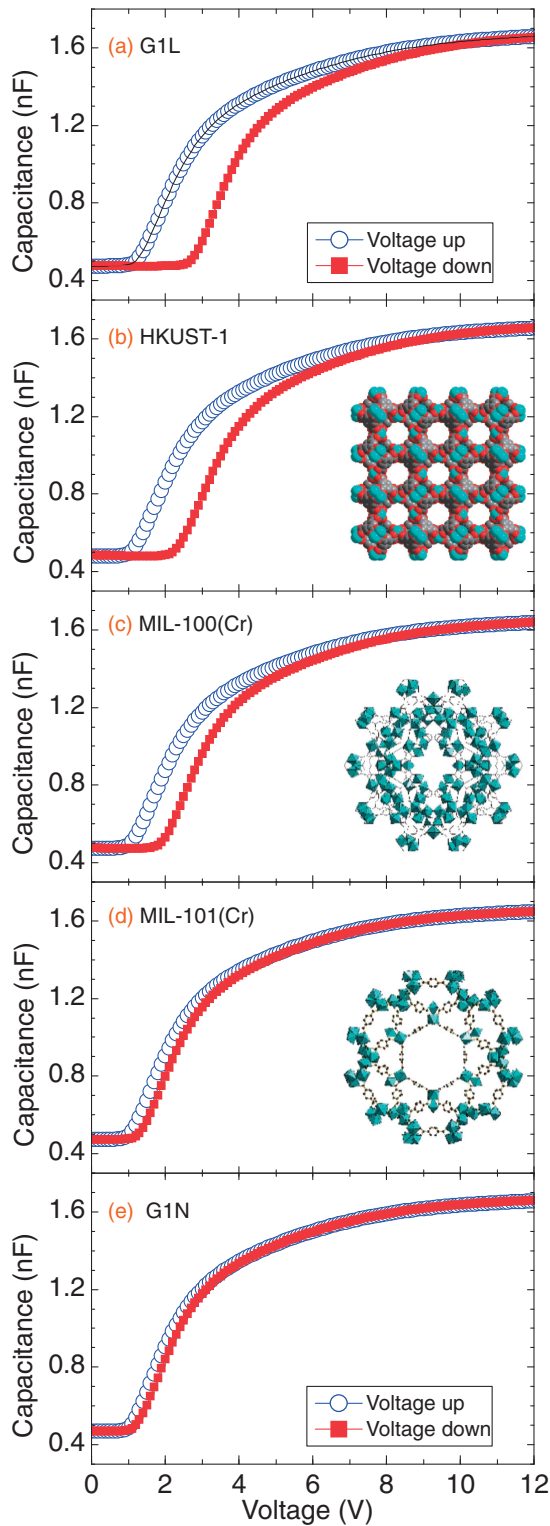 1.6
1.2
0.8
0.4
Capacitance (nF)
(a) G1L
Voltage up
Voltage down
1.6
1.2
0.8
0.4
Capacitance (nF)
(b) HKUST-1
1.6
1.2
0.8
0.4
Capacitance (nF)
(c) MIL-100(Cr)
1.6
1.2
0.8
0.4
Capacitance (nF)
(d) MIL-101(Cr)
1.6
1.2
0.8
0.4
Capacitance (nF)
(e) G1N
Voltage up
Voltage down
0 2 4 6 8 10 12
Voltage (V)